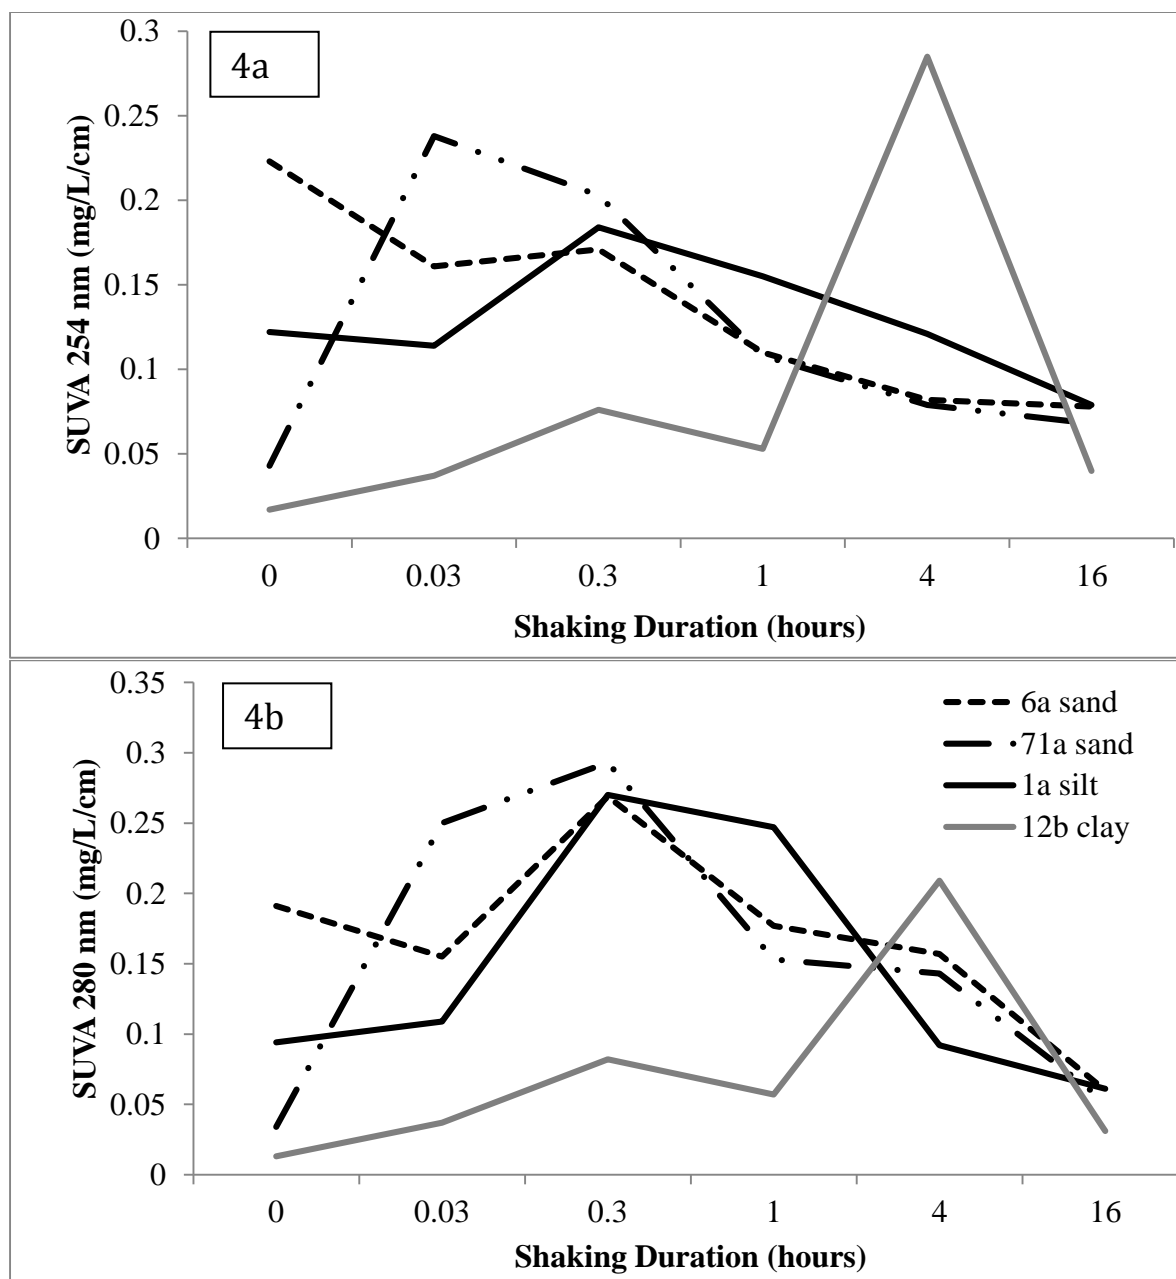 4a
0.3
0.25
0.2
0.15
0.1
0.05
0
SUVA 254 nm (mg/L/cm)
0 0.03 0.3 1 4 16
Shaking Duration (hours)
4b
0.35
0.3
0.25
0.2
0.15
0.1
0.05
0
SUVA 280 nm (mg/L/cm)
6a sand
71a sand
1a silt
12b clay
0 0.03 0.3 1 4 16
Shaking Duration (hours)